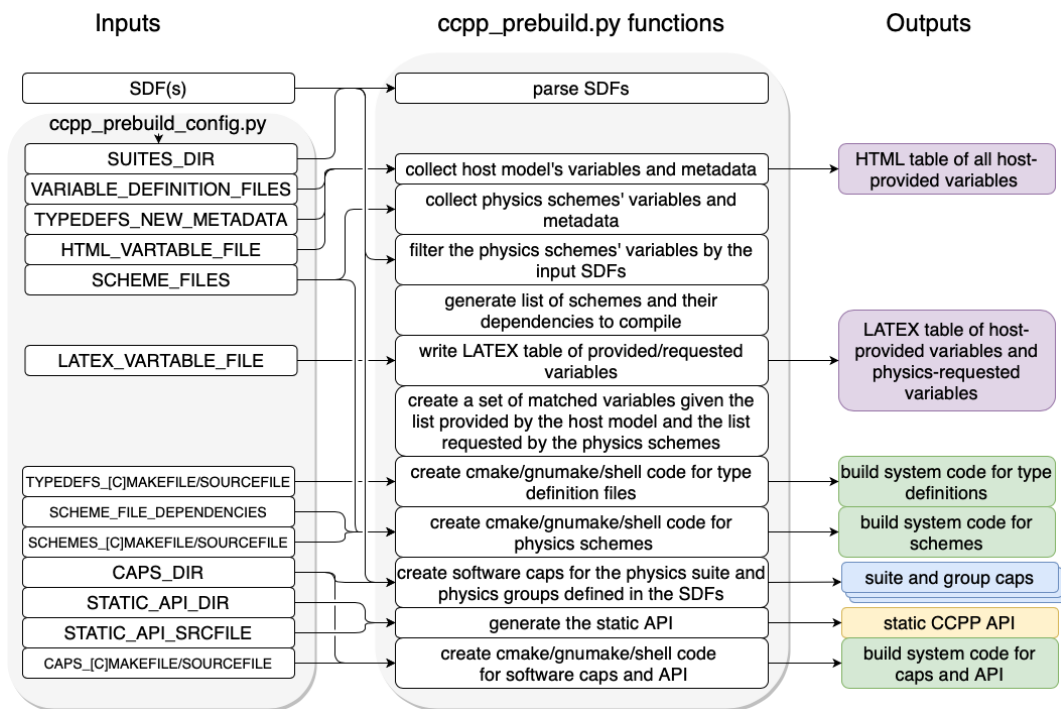 Inputs
ccpp_prebuild.py functions
Outputs
SDF(s)
ccpp_prebuild_config.py
SUITES_DIR
VARIABLE_DEFINITION_FILES
TYPEDEFS_NEW_METADATA
HTML_VARTABLE_FILE
SCHEME_FILES
LATEX_VARTABLE_FILE
TYPEDEFS_[C]MAKEFILE/SOURCEFILE
SCHEME_FILE_DEPENDENCIES
SCHEMES_[C]MAKEFILE/SOURCEFILE
CAPS_DIR
STATIC_API_DIR
STATIC_API_SRCFILE
CAPS_[C]MAKEFILE/SOURCEFILE
parse SDFs
collect host model's variables and metadata
collect physics schemes' variables and
metadata
filter the physics schemes' variables by the
input SDFs
generate list of schemes and their
dependencies to compile
write LATEX table of provided/requested
variables
create a set of matched variables given the
list provided by the host model and the list
requested by the physics schemes
create cmake/gnumake/shell code for type
definition files
create cmake/gnumake/shell code for
physics schemes
create software caps for the physics suite and
physics groups defined in the SDFs
generate the static API
create cmake/gnumake/shell code
for software caps and API
HTML table of all host-
provided variables
LATEX table of host-
provided variables and
physics-requested
variables
build system code for type
definitions
build system code for
schemes
suite and group caps
static CCPP API
build system code for
caps and API